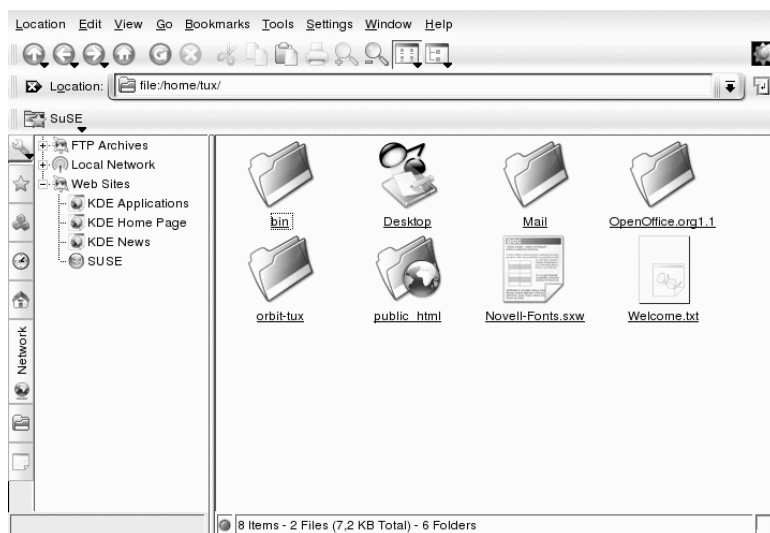 Location Edit View Go Bookmarks Tools Settings Window Help
Location: file:/home/tux/
SuSE
FTP Archives
Local Network
Web Sites
KDE Applications
KDE Home Page
KDE News
SUSE
Network
bin Desktop Mail OpenOffice.org1.1
orbit-tux public_html Novell-Fonts.sxw Welcome.txt
8 Items - 2 Files (7,2 KB Total) - 6 Folders